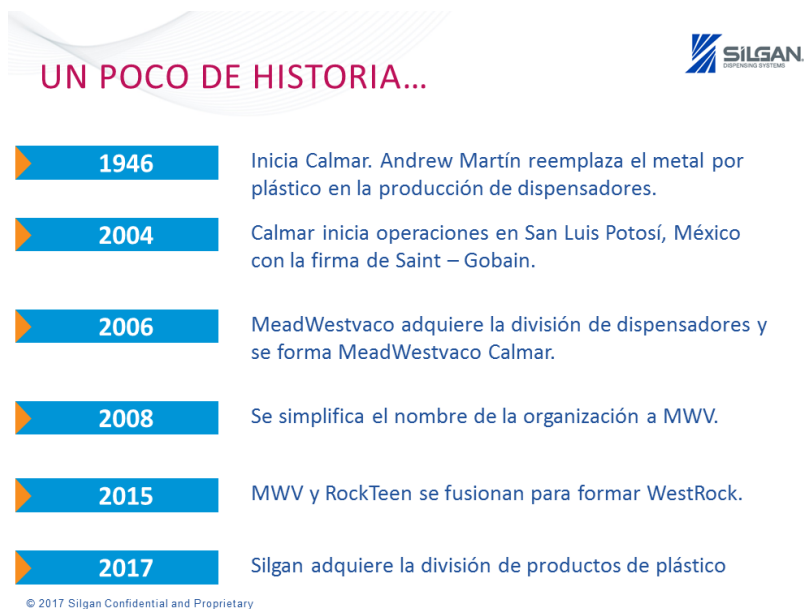 UN POCO DE HISTORIA...
SILGAN
DISPENSING SYSTEMS
1946
Inicia Calmar. Andrew Martín reemplaza el metal por
plástico en la producción de dispensadores.
2004
Calmar inicia operaciones en San Luis Potosí, México
con la firma de Saint – Gobain.
2006
MeadWestvaco adquiere la división de dispensadores y
se forma MeadWestvaco Calmar.
2008
Se simplifica el nombre de la organización a MWV.
2015
MWV y RockTeen se fusionan para formar WestRock.
2017
Silgan adquiere la división de productos de plástico
© 2017 Silgan Confidential and Proprietary